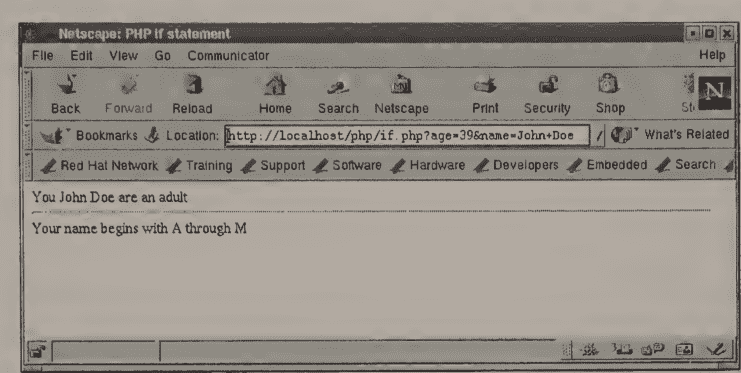 Netscape: PHP if statement
File Edit View Go Communicator Help
Back Forward Reload Home Search Netscape Print Security Shop N
Bookmarks Location: http://localhost/php/if.php?age=39&name=John+Doe What's Related
Red Hat Network Training Support Software Hardware Developers Embedded Search
You John Doe are an adult
Your name begins with A through M